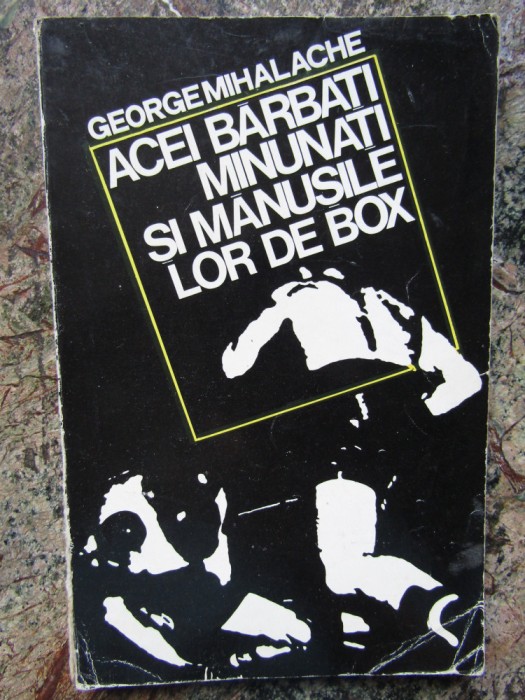 GEORGE MIHALACHE
ACEI BĂRBAȚI
MINUNAȚI
ȘI MĂNUȘILE
LOR DE BOX